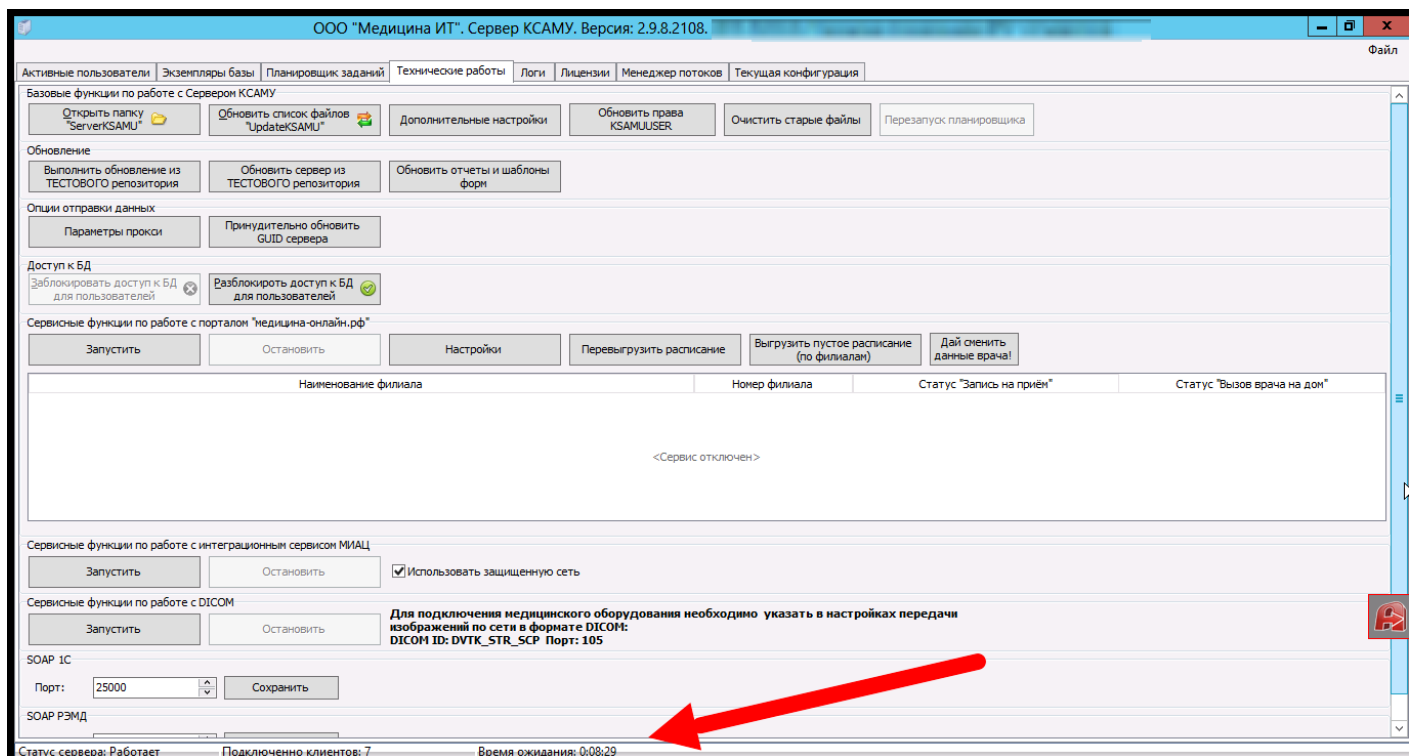 ООО "Медицина ИТ". Сервер КСАМУ. Версия: 2.9.8.2108.
Файл
Активные пользователи Экземпляры базы Планировщик заданий Технические работы Логи Лицензии Менеджер потоков Текущая конфигурация
Базовые функции по работе с Сервером КСАМУ
Открыть папку "ServerKSAMU"
Обновить список файлов "UpdateKSAMU"
Дополнительные настройки
Обновить права KSAMUUSER
Очистить старые файлы
Перезапуск планировщика
Обновление
Выполнить обновление из ТЕСТОВОГО репозитория
Обновить сервер из ТЕСТОВОГО репозитория
Обновить отчеты и шаблоны форм
Опции отправки данных
Параметры прокси
Принудительно обновить GUID сервера
Доступ к БД
Заблокировать доступ к БД для пользователей
Разблокироть доступ к БД для пользователей
Сервисные функции по работе с порталом "медицина-онлайн.рф"
Запустить
Остановить
Настройки
Перевыгрузить расписание
Выгрузить пустое расписание (по филиалам)
Дай сменить данные врача!
Наименование филиала Номер филиала Статус "Запись на приём" Статус "Вызов врача на дом"
<Сервис отключен>
Сервисные функции по работе с интеграционным сервисом МИАЦ
Запустить Остановить Использовать защищенную сеть
Сервисные функции по работе с DICOM
Запустить Остановить
Для подключения медицинского оборудования необходимо указать в настройках передачи
изображений по сети в формате DICOM:
DICOM ID: DVTK_STR_SCP Порт: 105
SOAP 1С
Порт: 25000 Сохранить
SOAP РЭМД
Статус сервера: Работает Подключенно клиентов: 7 Время ожидания: 0:08:29